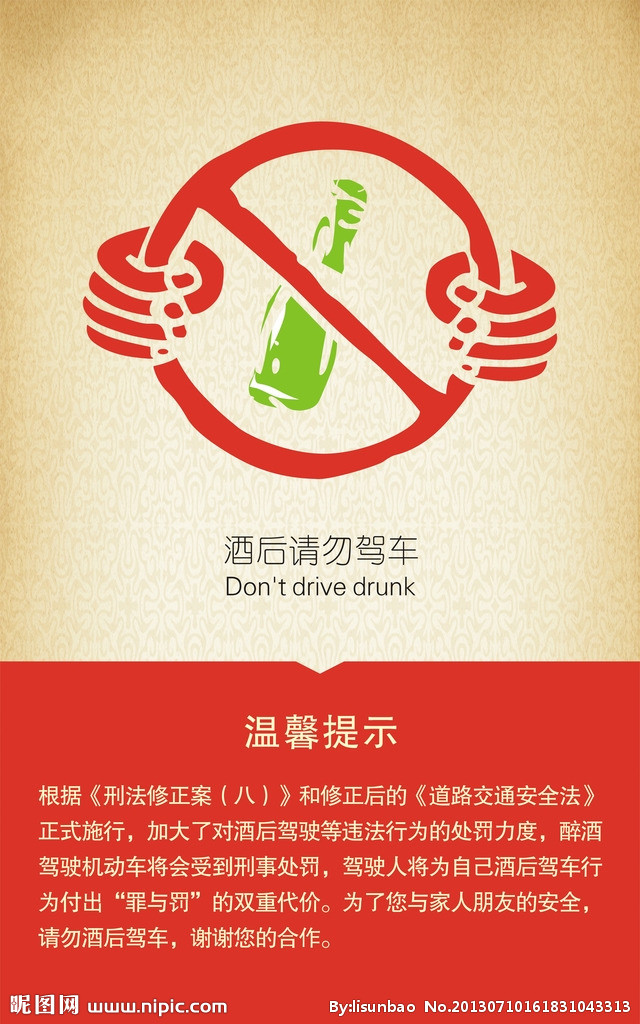 酒后请勿驾车
Don't drive drunk
温馨提示
根据《刑法修正案（八）》和修正后的《道路交通安全法》
正式施行，加大了对酒后驾驶等违法行为的处罚力度，醉酒
驾驶机动车将会受到刑事处罚，驾驶人将为自己酒后驾车行
为付出“罪与罚”的双重代价。为了您与家人朋友的安全，
请勿酒后驾车，谢谢您的合作。
昵图网 www.nipic.com By:lisunbao No.20130710161831043313